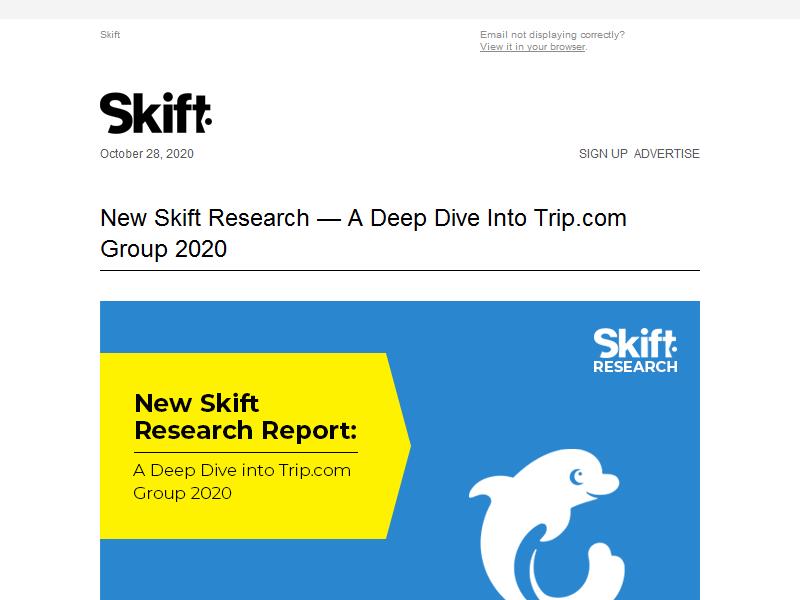 Skift
Email not displaying correctly?
View it in your browser.
Skift
October 28, 2020
SIGN UP ADVERTISE
New Skift Research — A Deep Dive Into Trip.com
Group 2020
Skift
RESEARCH
New Skift
Research Report:
A Deep Dive into Trip.com
Group 2020